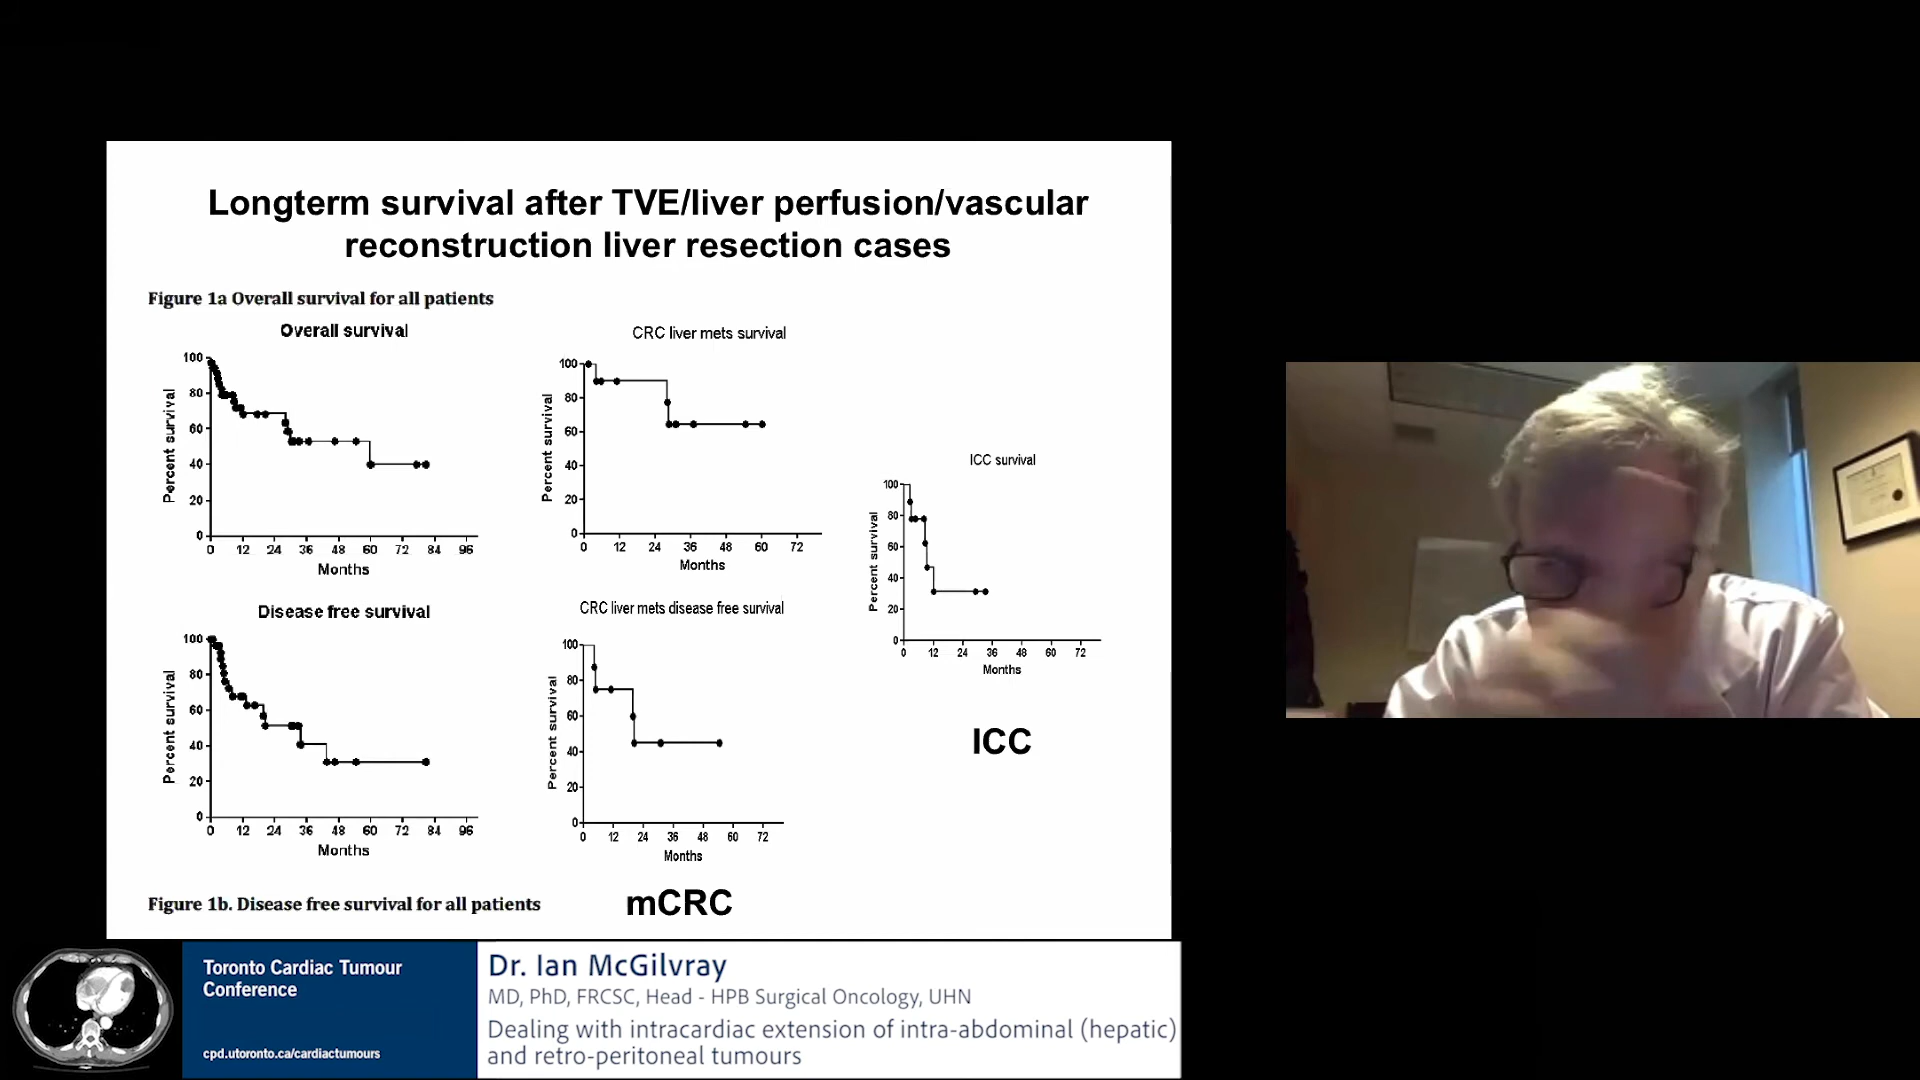 Longterm survival after TVE/liver perfusion/vascular
reconstruction liver resection cases
Figure 1a Overall survival for all patients
Overall survival
100
80
60
40
20
0
0 12 24 36 48 60 72 84 96
Percent survival
Months
CRC liver mets survival
100
80
60
40
20
0
0 12 24 36 48 60 72
Percent survival
Months
ICC survival
100
80
60
40
20
0
0 12 24 36 48 60 72
Percent survival
Months
ICC
Disease free survival
100
80
60
40
20
0
0 12 24 36 48 60 72 84 96
Percent survival
Months
CRC liver mets disease free survival
100
80
60
40
20
0
0 12 24 36 48 60 72
Percent survival
Months
Figure 1b. Disease free survival for all patients
mCRC
Toronto Cardiac Tumour
Conference
cpd.utoronto.ca/cardiactumours
Dr. Ian McGilvray
MD, PhD, FRCSC, Head - HPB Surgical Oncology, UHN
Dealing with intracardiac extension of intra-abdominal (hepatic)
and retro-peritoneal tumours